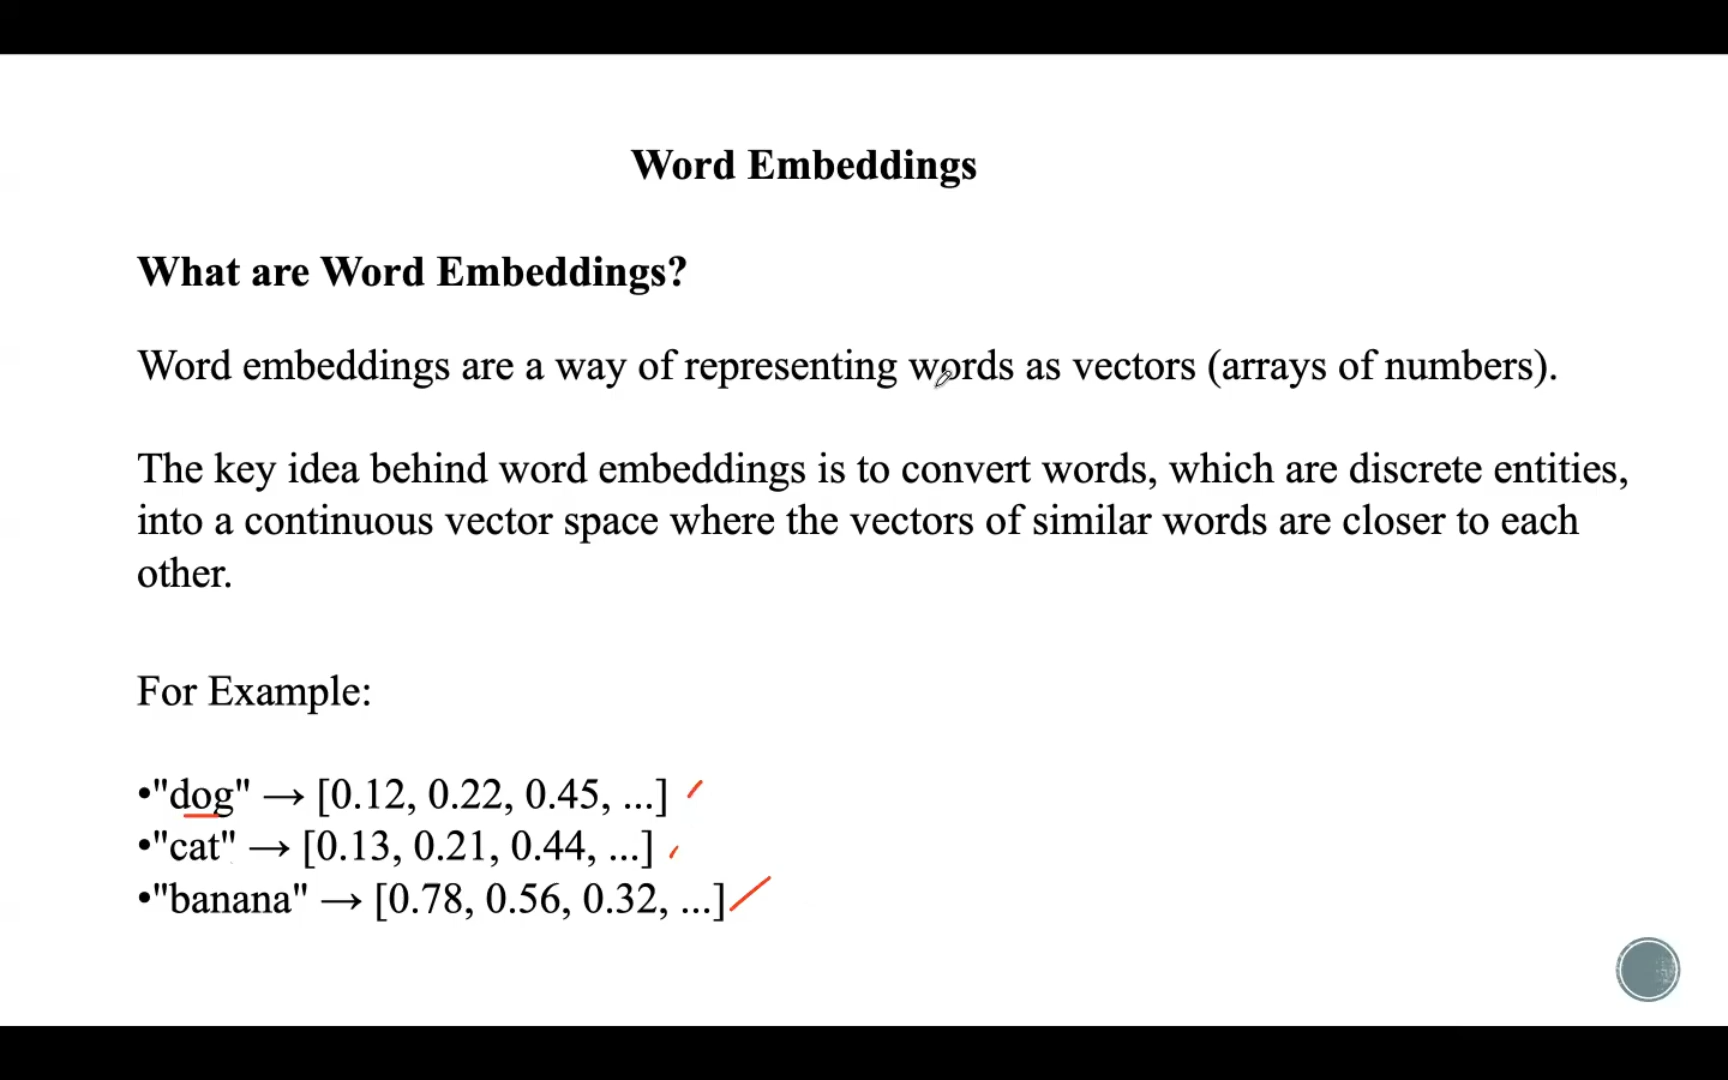 Word Embeddings
What are Word Embeddings?
Word embeddings are a way of representing words as vectors (arrays of numbers).
The key idea behind word embeddings is to convert words, which are discrete entities,
into a continuous vector space where the vectors of similar words are closer to each
other.
For Example:
•"dog" → [0.12, 0.22, 0.45, ...]
•"cat" → [0.13, 0.21, 0.44, ...]
•"banana" → [0.78, 0.56, 0.32, ...]